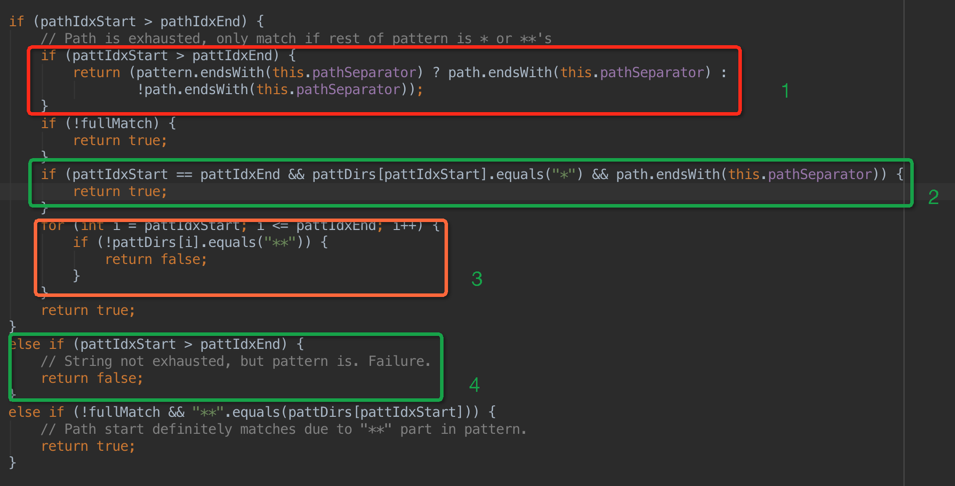 if (pathIdxStart > pathIdxEnd) {
    // Path is exhausted, only match if rest of pattern is * or **'s
    if (pattIdxStart > pattIdxEnd) {
        return (pattern.endsWith(this.pathSeparator) ? path.endsWith(this.pathSeparator) :
                !path.endsWith(this.pathSeparator));
    }
1
    if (!fullMatch) {
        return true;
    }
    if (pattIdxStart == pattIdxEnd && pattDirs[pattIdxStart].equals("*") && path.endsWith(this.pathSeparator)) {
        return true;
    }
2
    for (int i = pattIdxStart; i <= pattIdxEnd; i++) {
        if (!pattDirs[i].equals("**")) {
            return false;
        }
    }
3
    return true;
}
else if (pattIdxStart > pattIdxEnd) {
    // String not exhausted, but pattern is. Failure.
    return false;
}
4
else if (!fullMatch && "**".equals(pattDirs[pattIdxStart])) {
    // Path start definitely matches due to "**" part in pattern.
    return true;
}